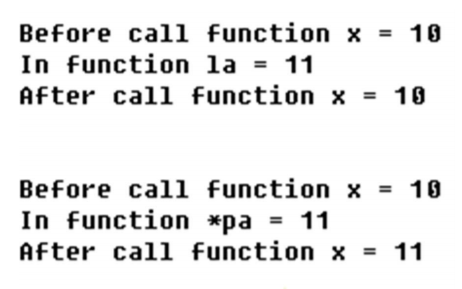 Before call function x = 10
In function la = 11
After call function x = 10
Before call function x = 10
In function *pa = 11
After call function x = 11